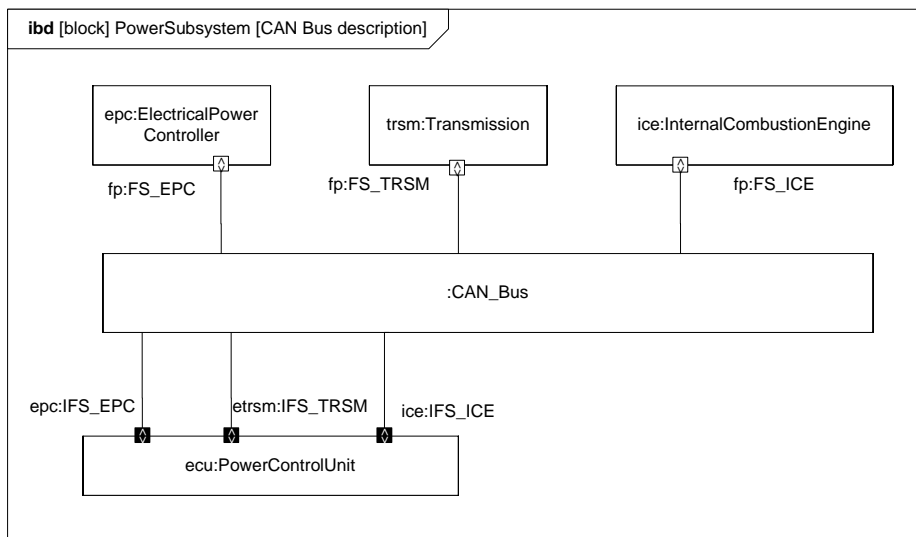 ibd [block] PowerSubsystem [CAN Bus description]
epc:ElectricalPower
Controller
trsm:Transmission
ice:InternalCombustionEngine
fp:FS_EPC
fp:FS_TRSM
fp:FS_ICE
:CAN_Bus
epc:IFS_EPC
etrsm:IFS_TRSM
ice:IFS_ICE
ecu:PowerControlUnit